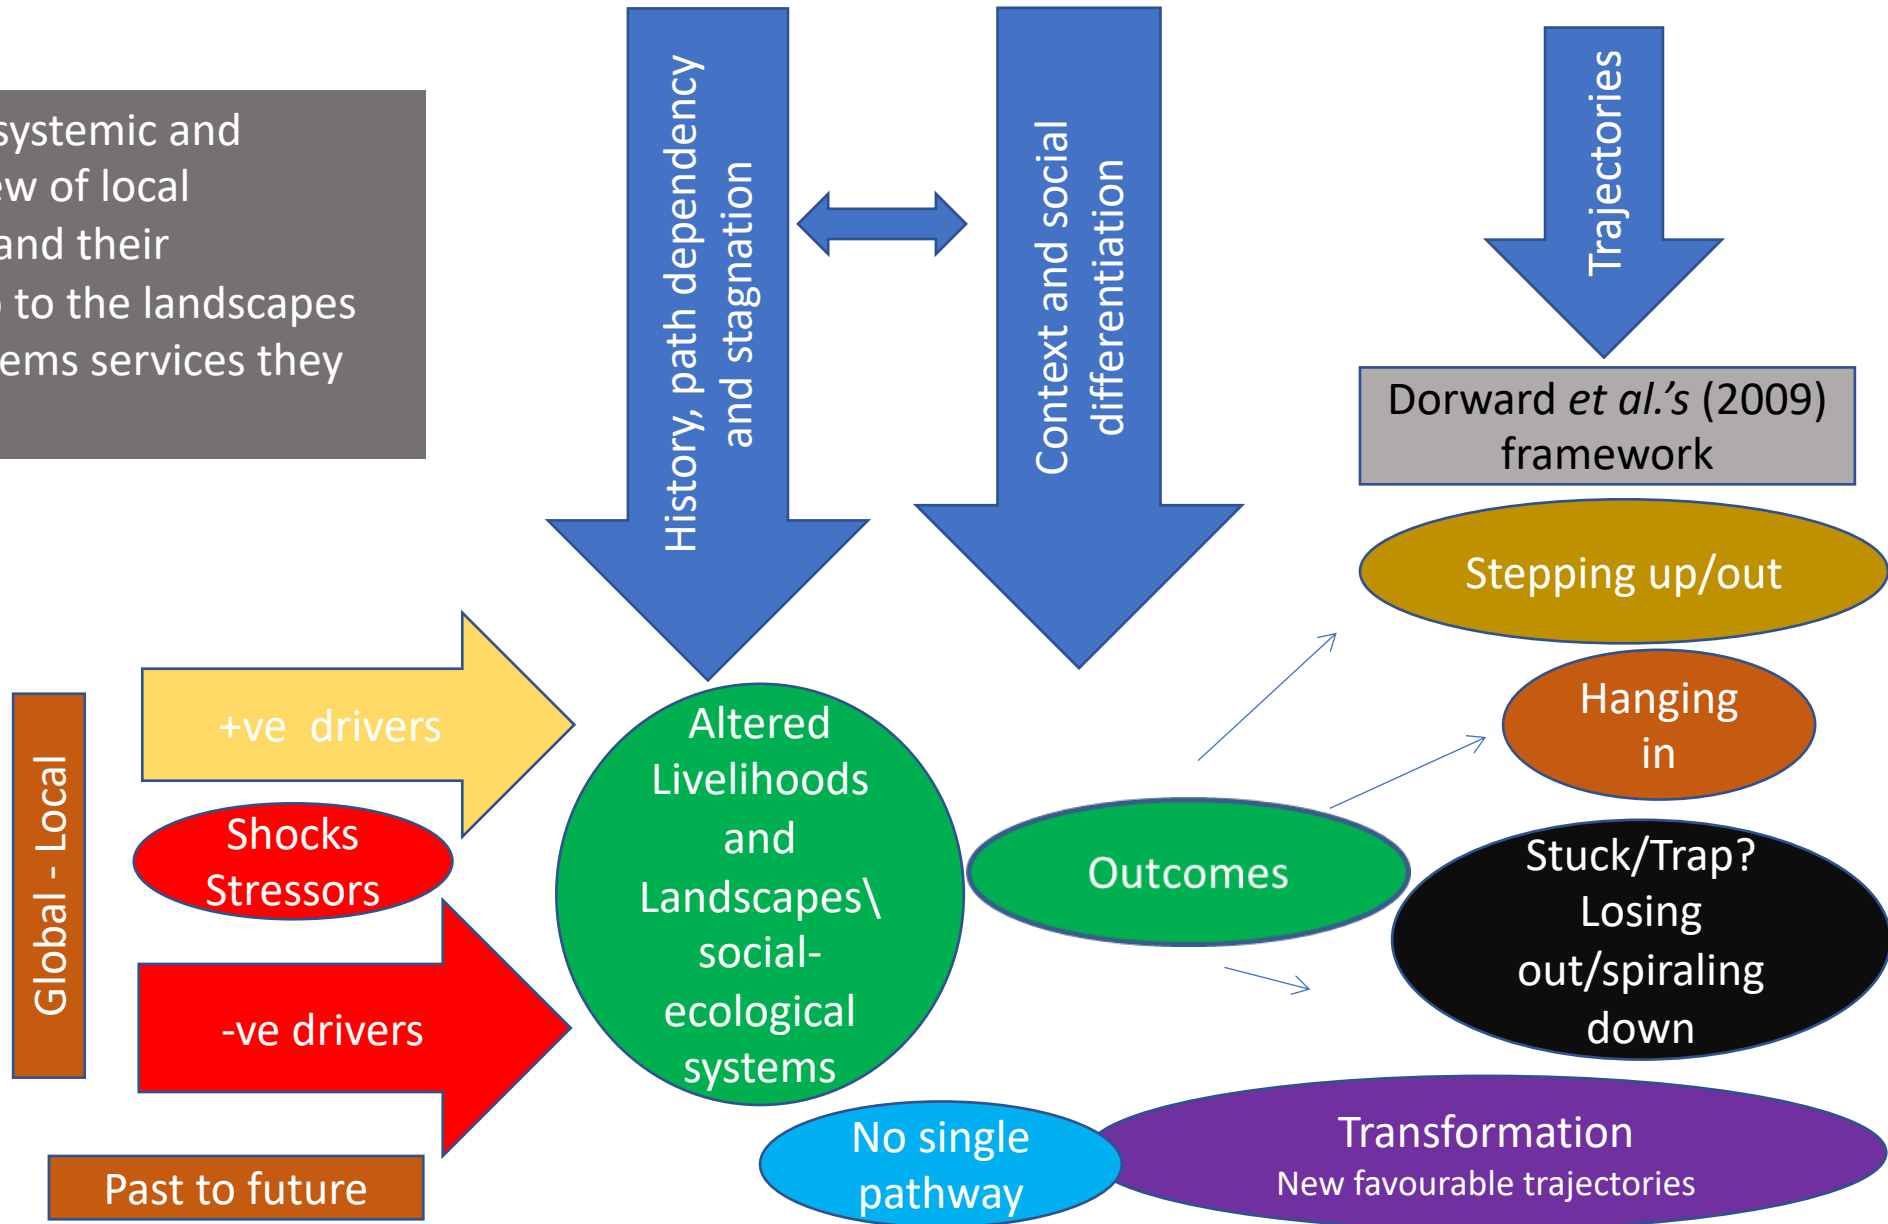 systemic and
ew of local
and their
to the landscapes
tems services they
History, path dependency
and stagnation
Context and social
differentiation
Trajectories
Dorward et al.'s (2009)
framework
Stepping up/out
Hanging
in
Stuck/Trap?
Losing
out/spiraling
down
Transformation
New favourable trajectories
No single
pathway
Outcomes
Altered
Livelihoods
and
Landscapes\
social-
ecological
systems
+ve drivers
Shocks
Stressors
-ve drivers
Global - Local
Past to future